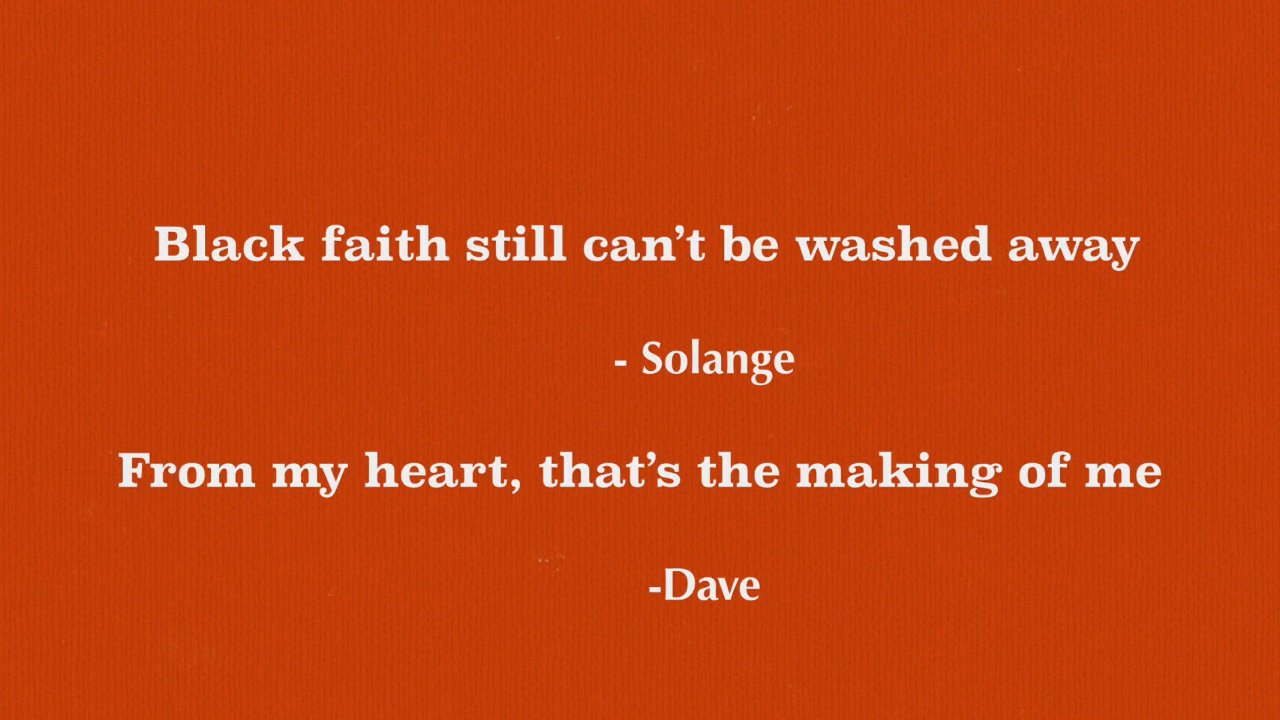 Black faith still can’t be washed away
- Solange
From my heart, that’s the making of me
-Dave